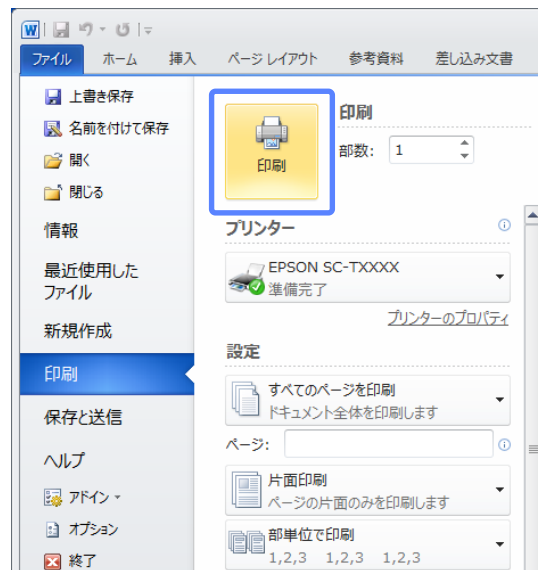 ファイル ホーム 挿入 ページ レイアウト 参考資料 差し込み文書
上書き保存
名前を付けて保存
開く
閉じる
情報
最近使用した
ファイル
新規作成
印刷
保存と送信
ヘルプ
アドイン
オプション
終了
印刷
印刷
部数: 1
プリンター
EPSON SC-TXXXX
準備完了
プリンターのプロパティ
設定
すべてのページを印刷
ドキュメント全体を印刷します
ページ:
片面印刷
ページの片面のみを印刷します
部単位で印刷
1,2,3 1,2,3 1,2,3